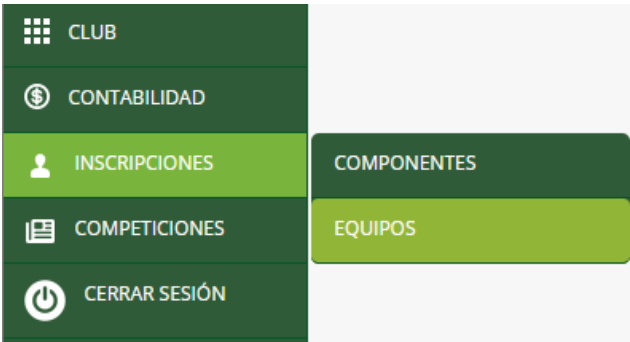 CLUB
CONTABILIDAD
INSCRIPCIONES
COMPONENTES
COMPETICIONES
EQUIPOS
CERRAR SESIÓN